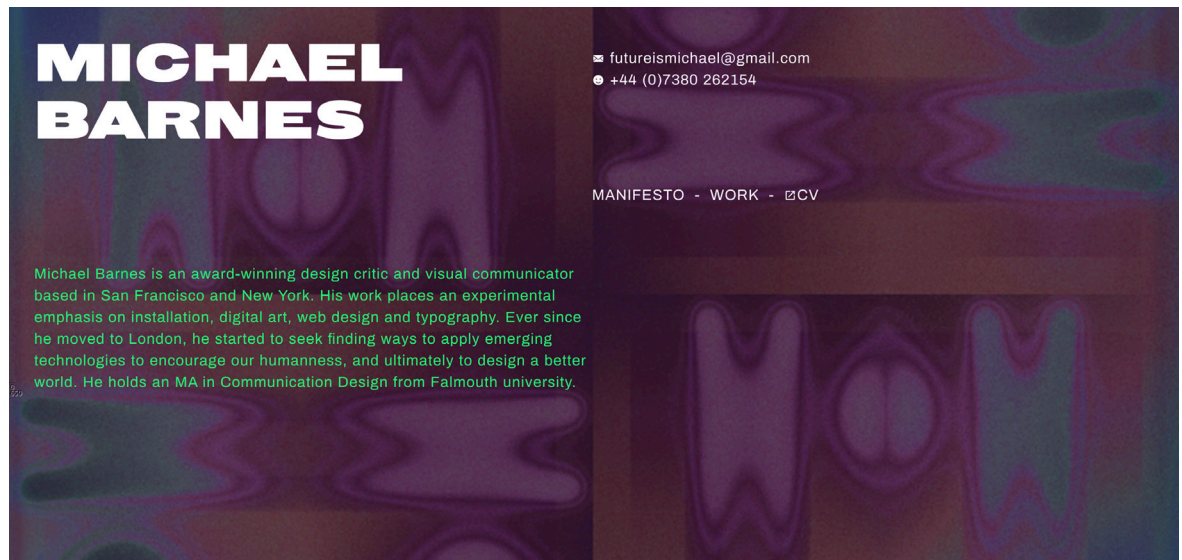 MICHAEL
BARNES
futureismichael@gmail.com
+44 (0)7380 262154
MANIFESTO - WORK - CV
Michael Barnes is an award-winning design critic and visual communicator
based in San Francisco and New York. His work places an experimental
emphasis on installation, digital art, web design and typography. Ever since
he moved to London, he started to seek finding ways to apply emerging
technologies to encourage our humanness, and ultimately to design a better
world. He holds an MA in Communication Design from Falmouth university.